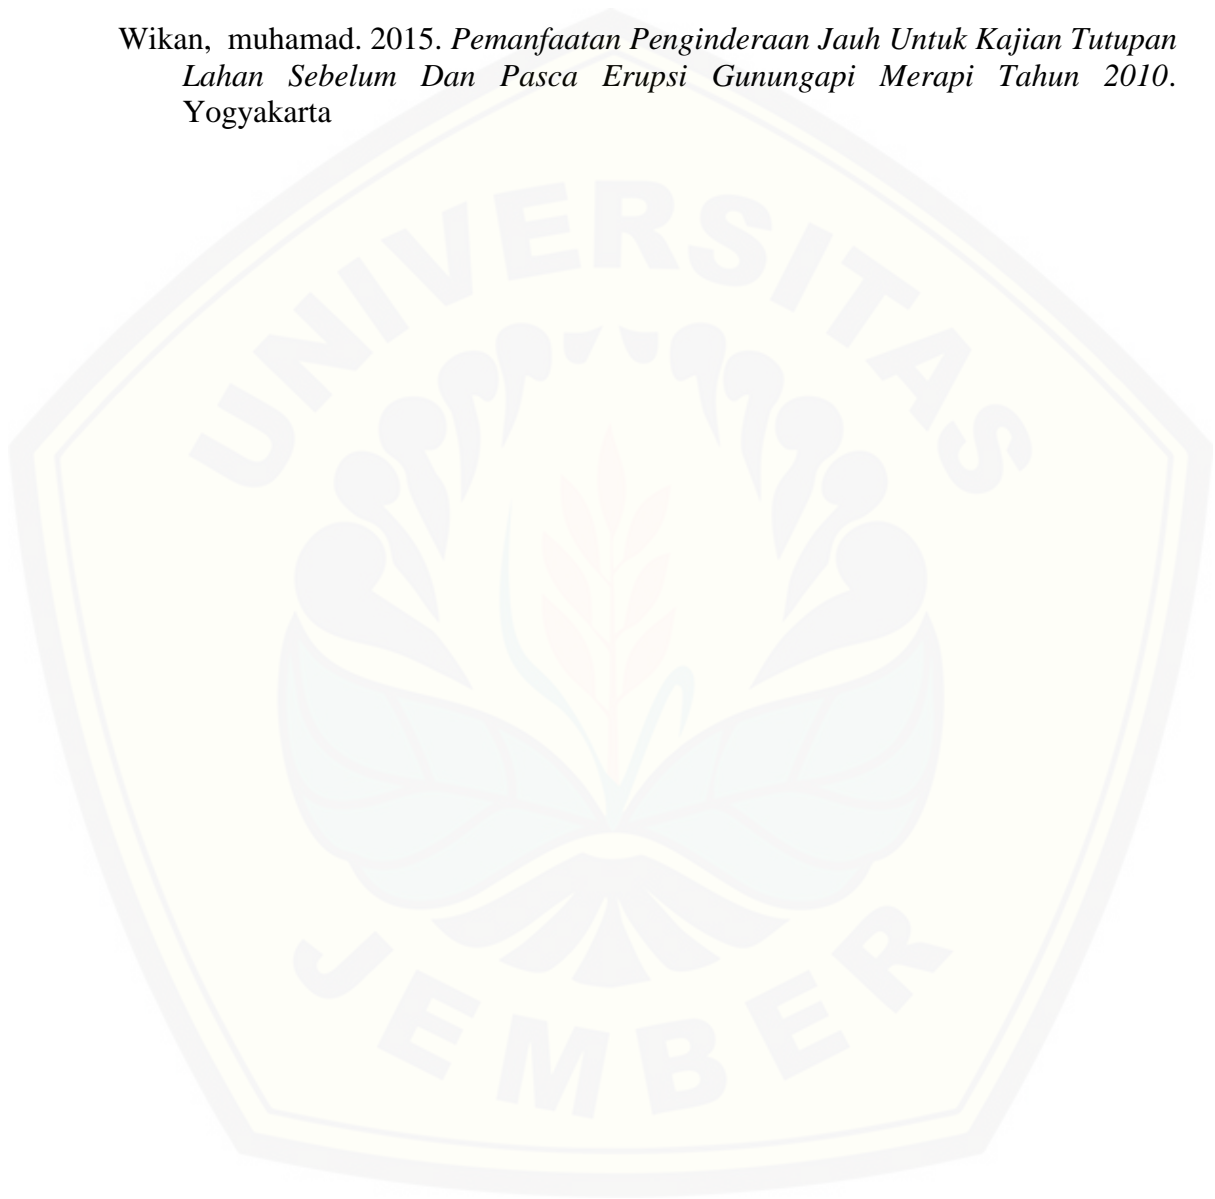 Wikan, muhamad. 2015. Pemanfaatan Penginderaan Jauh Untuk Kajian Tutupan
Lahan Sebelum Dan Pasca Erupsi Gunungapi Merapi Tahun 2010.
Yogyakarta
UNIVERSITAS
JEMBER